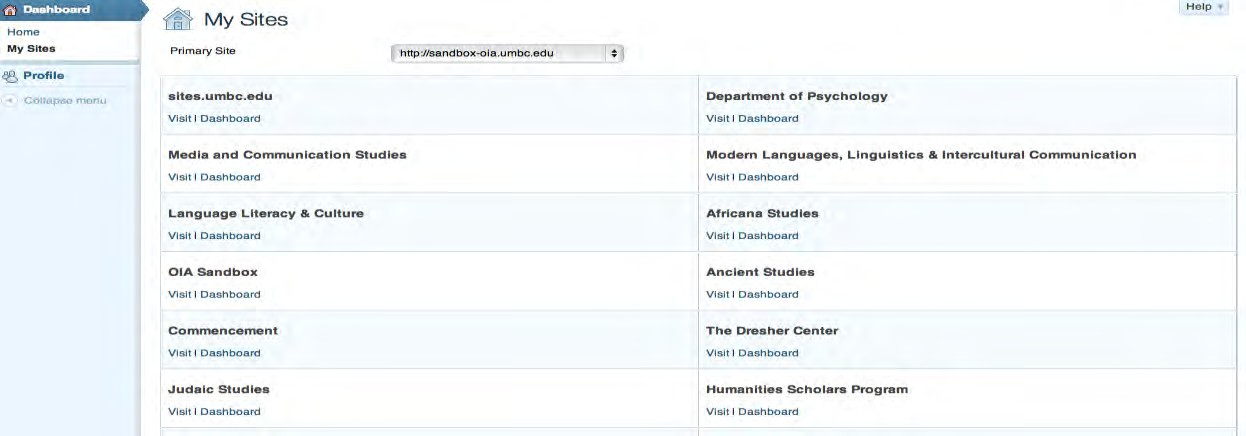 Dashboard
Home
My Sites
Profile
Collapse menu
Help
My Sites
Primary Site http://sandbox-oia.umbc.edu
sites.umbc.edu
Visit | Dashboard
Department of Psychology
Visit | Dashboard
Media and Communication Studies
Visit | Dashboard
Modern Languages, Linguistics & Intercultural Communication
Visit | Dashboard
Language Literacy & Culture
Visit | Dashboard
Africana Studies
Visit | Dashboard
OIA Sandbox
Visit | Dashboard
Ancient Studies
Visit | Dashboard
Commencement
Visit | Dashboard
The Dresher Center
Visit | Dashboard
Judaic Studies
Visit | Dashboard
Humanities Scholars Program
Visit | Dashboard